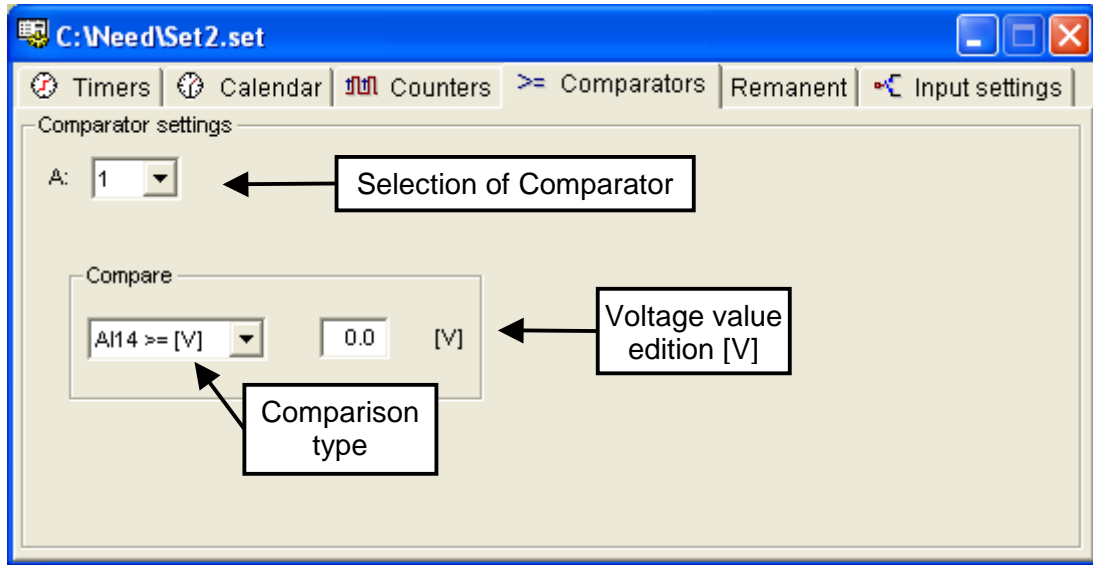 C:\Need\Set2.set
Timers Calendar Counters >= Comparators Remanent Input settings
Comparator settings
A: 1
Selection of Comparator
Compare
AI14 >= [V] 0.0 [V]
Voltage value
edition [V]
Comparison
type